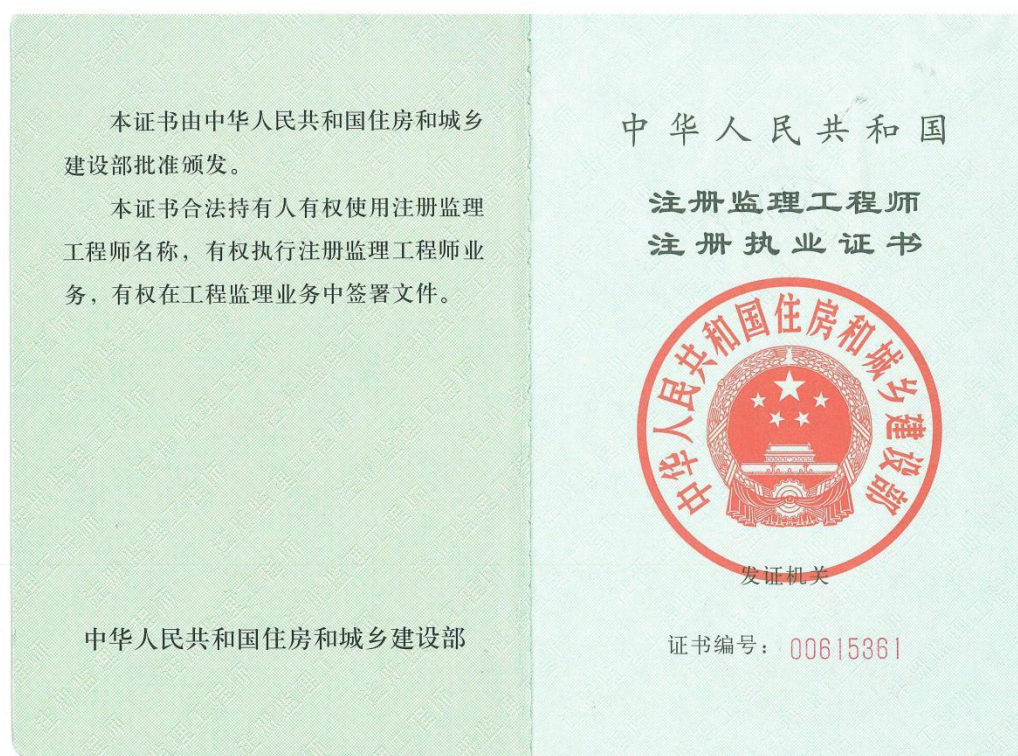 本证书由中华人民共和国住房和城乡
建设部批准颁发。
本证书合法持有人有权使用注册监理
工程师名称，有权执行注册监理工程师业
务，有权在工程监理业务中签署文件。
中华人民共和国住房和城乡建设部
中华人民共和国
注册监理工程师
注册执业证书
中华人民共和国住房和城乡建设部
发证机关
证书编号：00615361